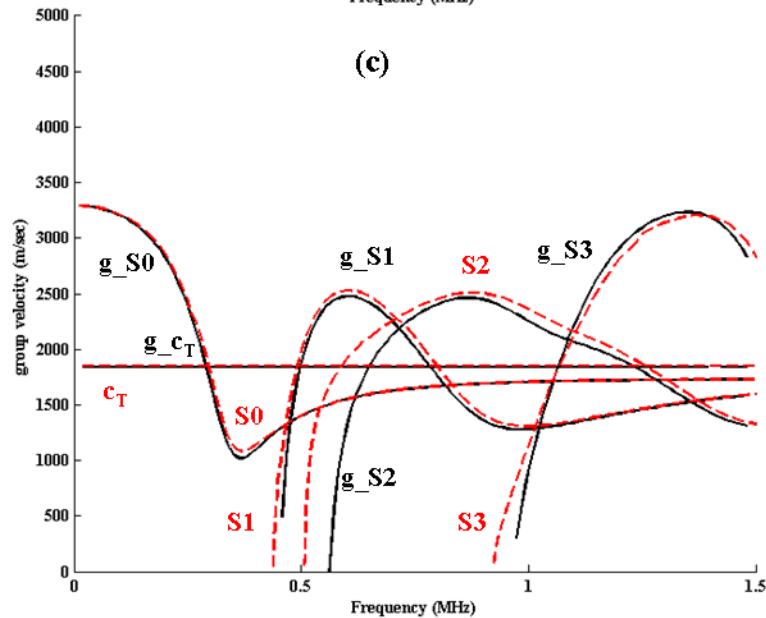 Frequency (MHz)
5000
(c)
4500
4000
3500
3000
g_S0
g_S1
S2
g_S3
2500
g_cT
2000
cT
1500
S0
1000
g_S2
S1
S3
500
0
0
0.5
1
1.5
Frequency (MHz)
group velocity (m/sec)